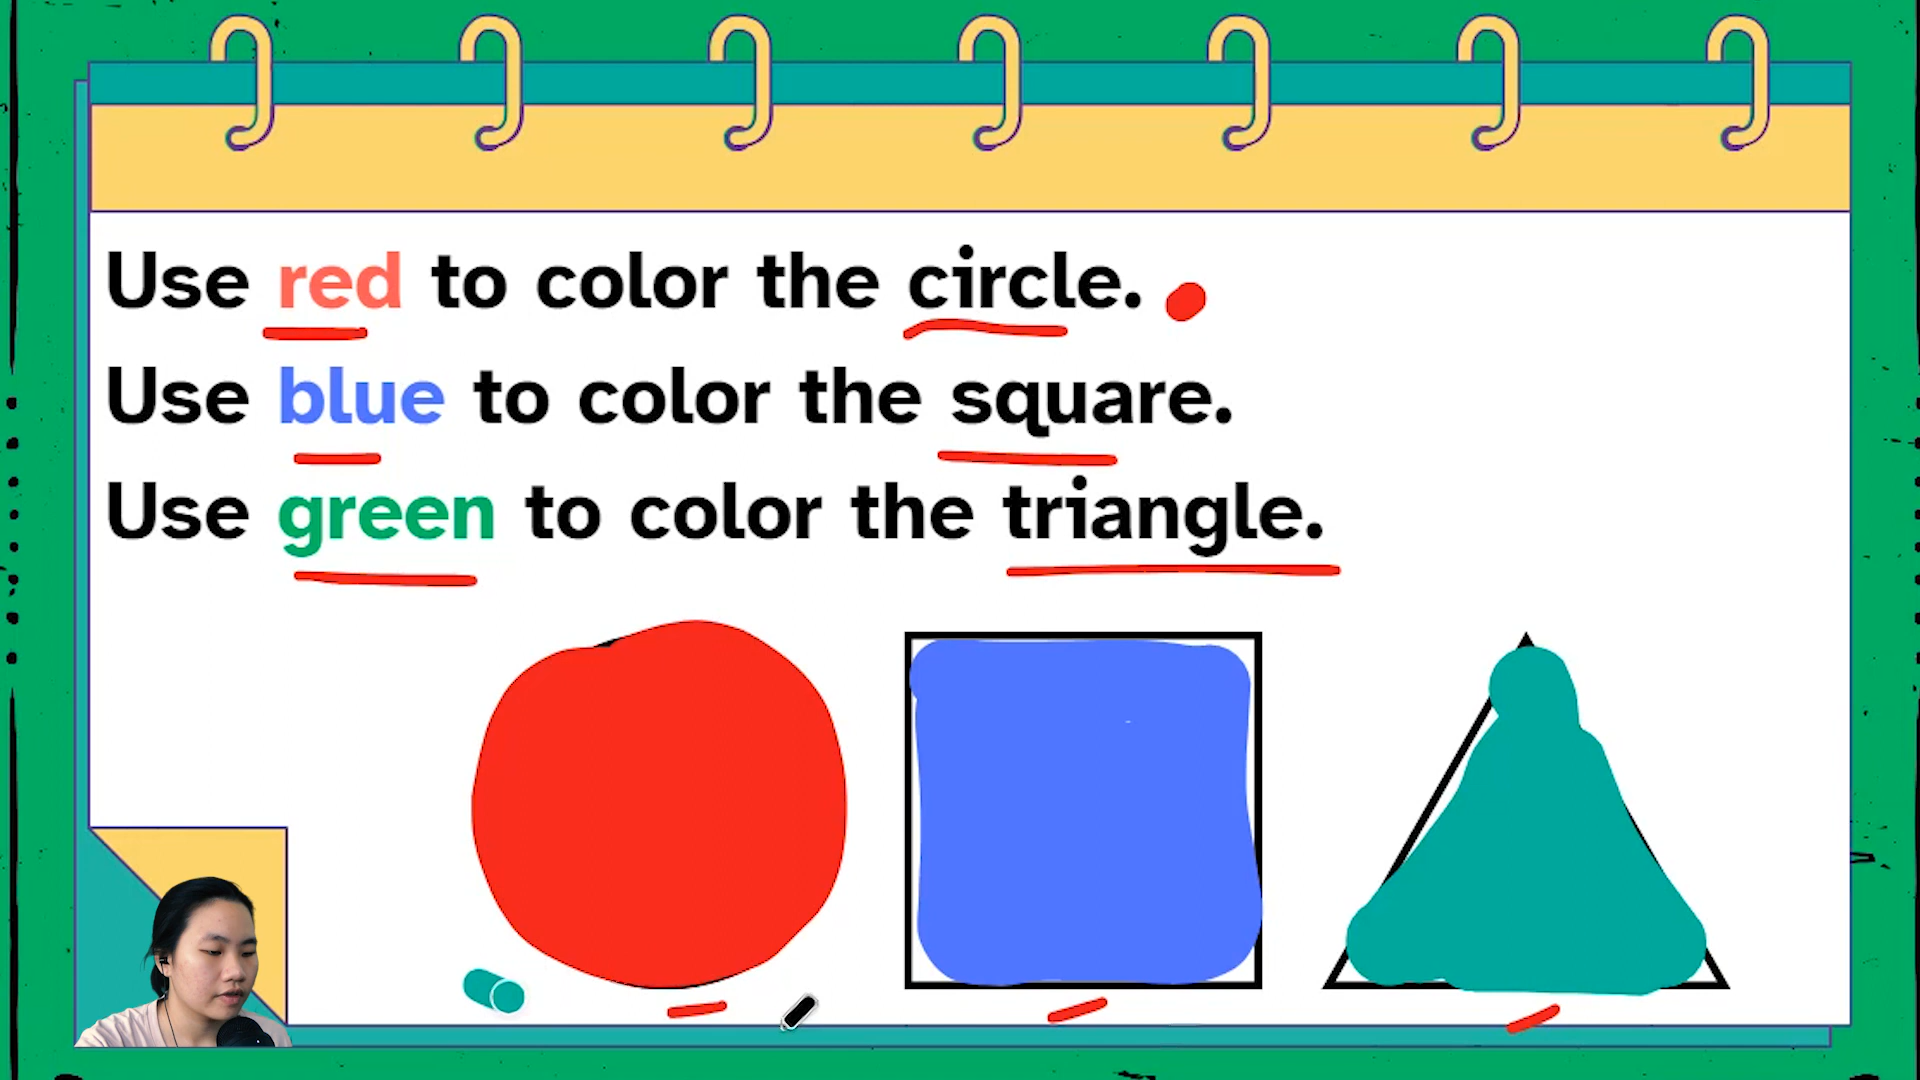 Use red to color the circle.
Use blue to color the square.
Use green to color the triangle.